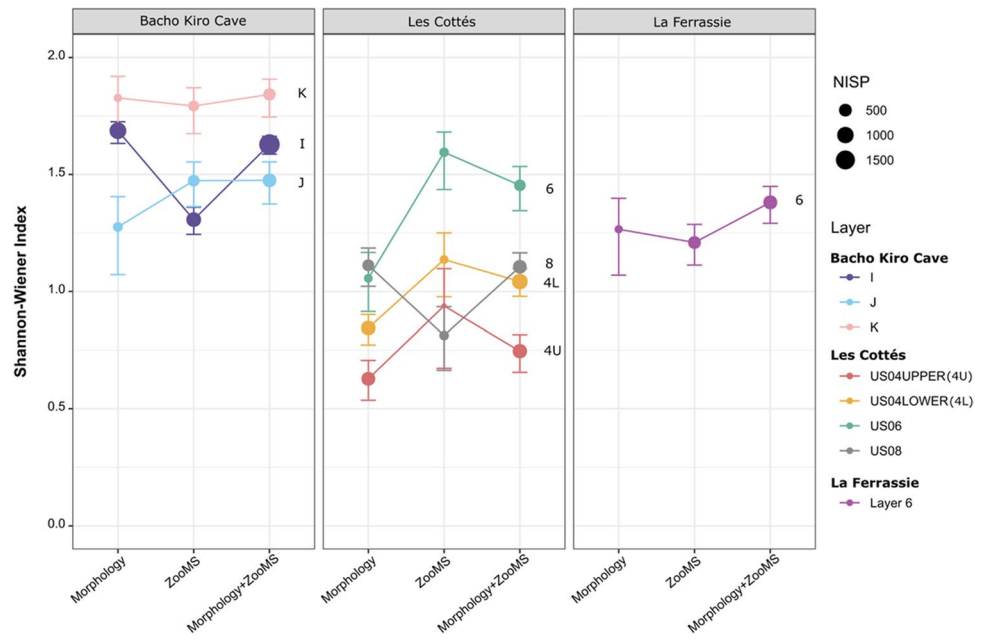 Bacho Kiro Cave
Les Cottés
La Ferrassie
Shannon-Wiener Index
2.0
1.5
1.0
0.5
0.0
K
I
J
6
8
4L
4U
6
Morphology
ZooMS
Morphology+ZooMS
Morphology
ZooMS
Morphology+ZooMS
Morphology
ZooMS
Morphology+ZooMS
NISP
500
1000
1500
Layer
Bacho Kiro Cave
I
J
K
Les Cottés
US04UPPER(4U)
US04LOWER(4L)
US06
US08
La Ferrassie
Layer 6